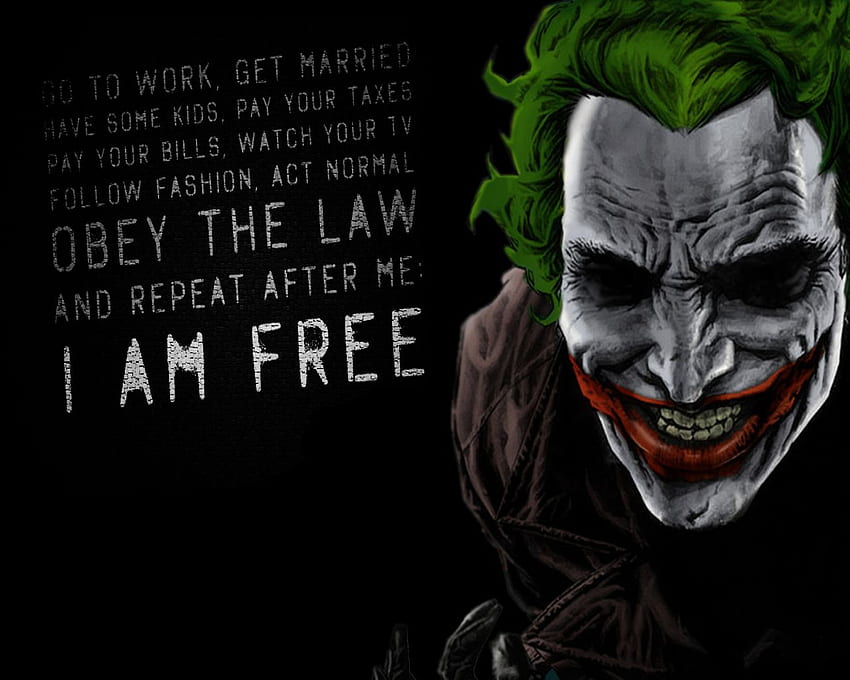 GO TO WORK, GET MARRIED
HAVE SOME KIDS, PAY YOUR TAXES
PAY YOUR BILLS, WATCH YOUR TV
FOLLOW FASHION, ACT NORMAL
OBEY THE LAW
AND REPEAT AFTER ME:
I AM FREE